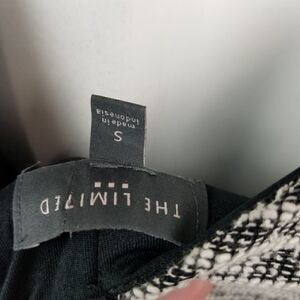 THE LIMITED
S
made in
indonesia